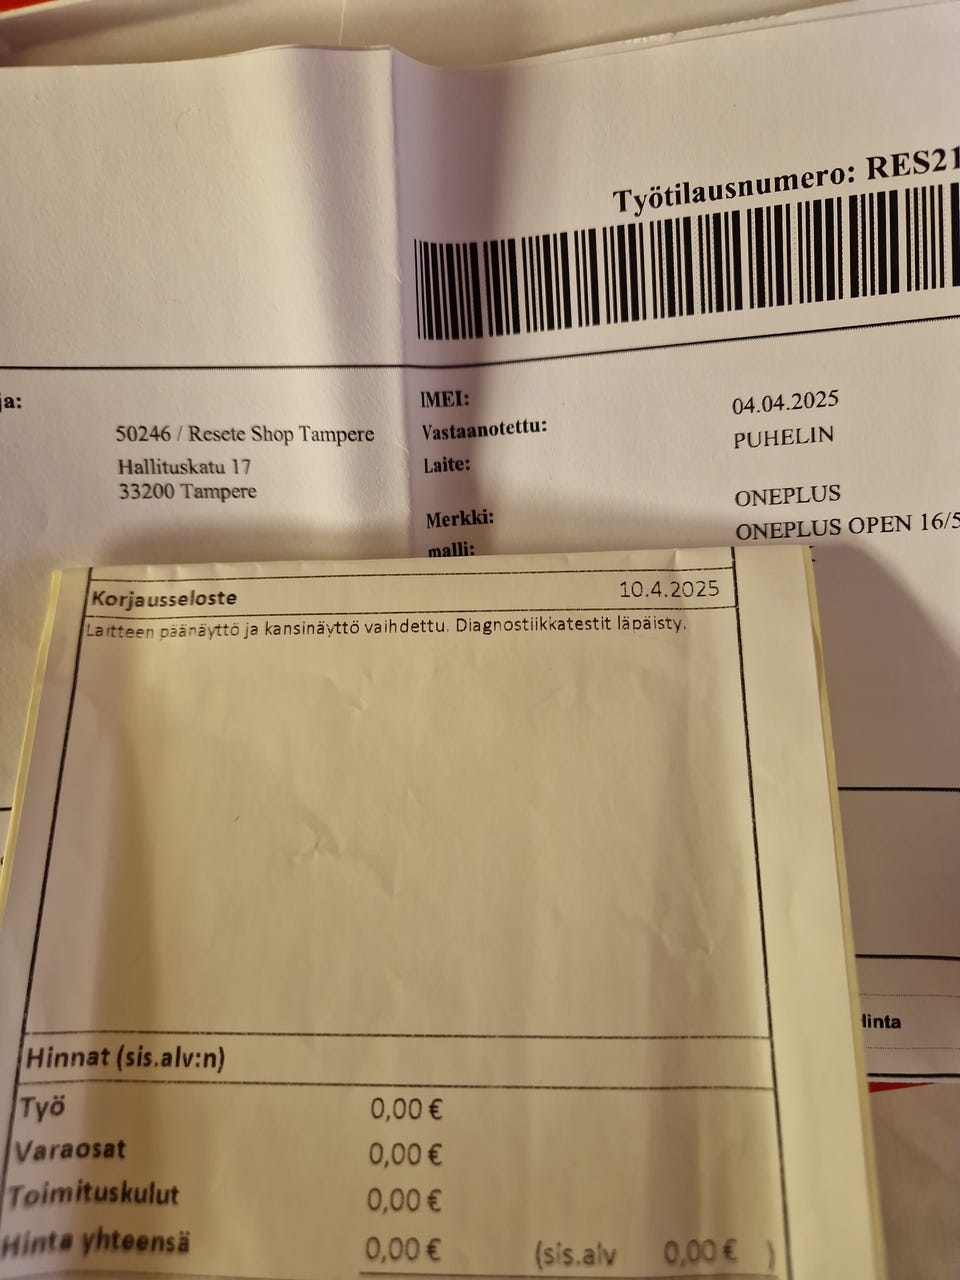 Työtilausnumero: RES21
ja:
50246 / Resete Shop Tampere
Hallituskatu 17
33200 Tampere
IMEI:
Vastaanotettu: 04.04.2025
Laite: PUHELIN
Merkki: ONEPLUS
malli: ONEPLUS OPEN 16/5
Korjausseloste 10.4.2025
Laitteen päänäyttö ja kansinäyttö vaihdettu. Diagnostiikkatestit läpäisty.
Hinta
Hinnat (sis.alv:n)
Työ 0,00 €
Varaosat 0,00 €
Toimituskulut 0,00 €
Hinta yhteensä 0,00 € (sis.alv 0,00 € )